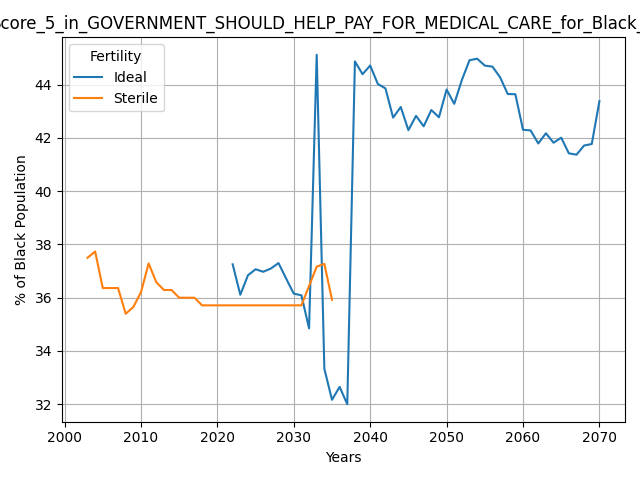 core_5_in_GOVERNMENT_SHOULD_HELP_PAY_FOR_MEDICAL_CARE_for_Black_
Fertility
Ideal
Sterile
% of Black Population
44
42
40
38
36
34
32
2000 2010 2020 2030 2040 2050 2060 2070
Years